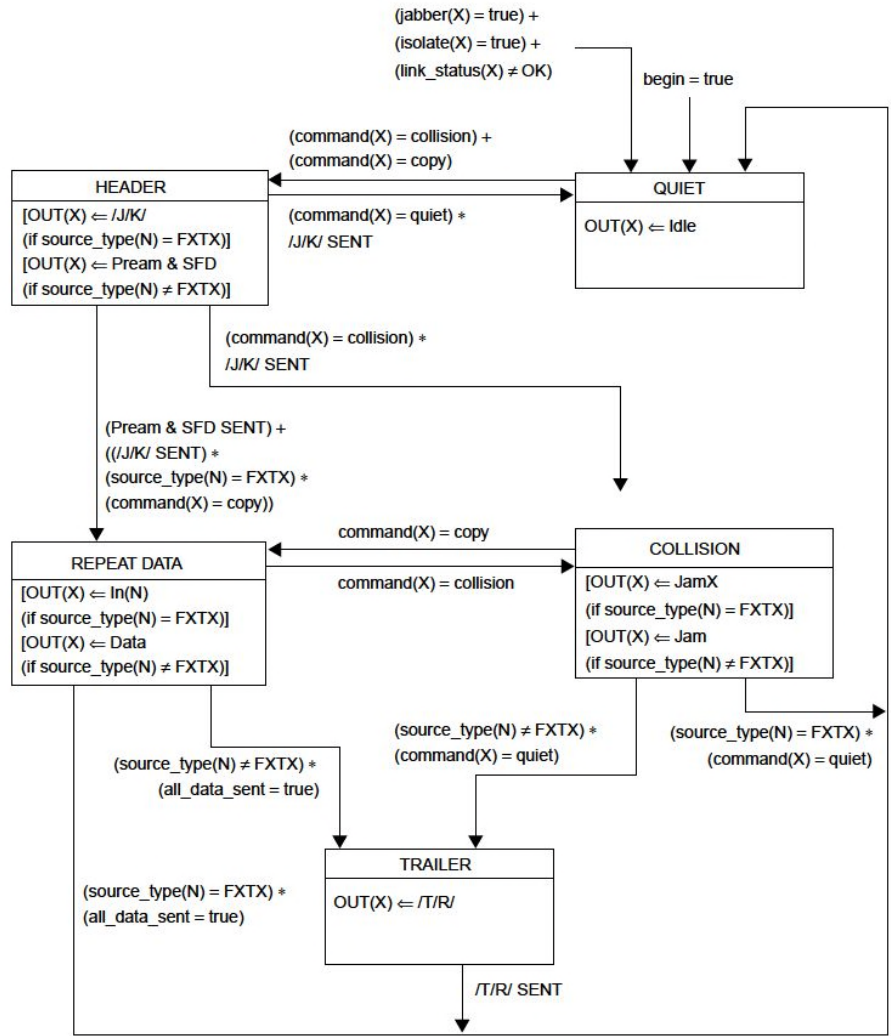 (jabber(X) = true) +
(isolate(X) = true) +
(link_status(X) ≠ OK)
begin = true
(command(X) = collision) +
(command(X) = copy)
HEADER
[OUT(X) ⇐ /J/K/
(if source_type(N) = FXTX)]
[OUT(X) ⇐ Pream & SFD
(if source_type(N) ≠ FXTX)]
(command(X) = quiet) ∗
/J/K/ SENT
QUIET
OUT(X) ⇐ Idle
(command(X) = collision) ∗
/J/K/ SENT
(Pream & SFD SENT) +
((/J/K/ SENT) ∗
(source_type(N) = FXTX) ∗
(command(X) = copy))
command(X) = copy
command(X) = collision
REPEAT DATA
[OUT(X) ⇐ In(N)
(if source_type(N) = FXTX)]
[OUT(X) ⇐ Data
(if source_type(N) ≠ FXTX)]
COLLISION
[OUT(X) ⇐ JamX
(if source_type(N) = FXTX)]
[OUT(X) ⇐ Jam
(if source_type(N) ≠ FXTX)]
(source_type(N) ≠ FXTX) ∗
(all_data_sent = true)
(source_type(N) ≠ FXTX) ∗
(command(X) = quiet)
(source_type(N) = FXTX) ∗
(command(X) = quiet)
(source_type(N) = FXTX) ∗
(all_data_sent = true)
TRAILER
OUT(X) ⇐ /T/R/
/T/R/ SENT